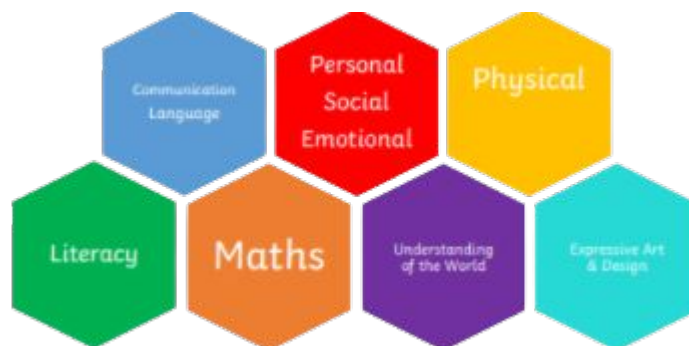 Communication
Language
Personal
Social
Emotional
Physical
Literacy
Maths
Understanding
of the World
Expressive Art
& Design